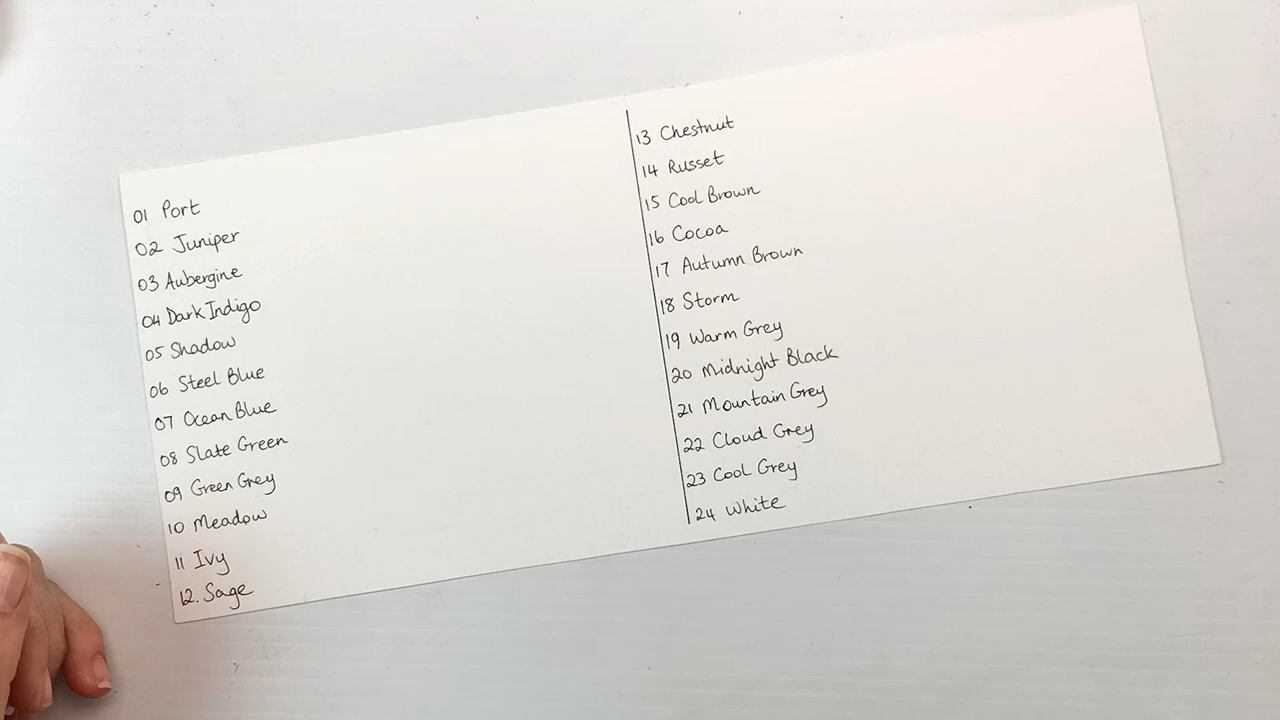 01 Port
02 Juniper
03 Aubergine
04 Dark Indigo
05 Shadow
06 Steel Blue
07 Ocean Blue
08 Slate Green
09 Green Grey
10 Meadow
11 Ivy
12. Sage
13 Chestnut
14 Russet
15 Cool Brown
16 Cocoa
17 Autumn Brown
18 Storm
19 Warm Grey
20 Midnight Black
21 Mountain Grey
22 Cloud Grey
23 Cool Grey
24 White